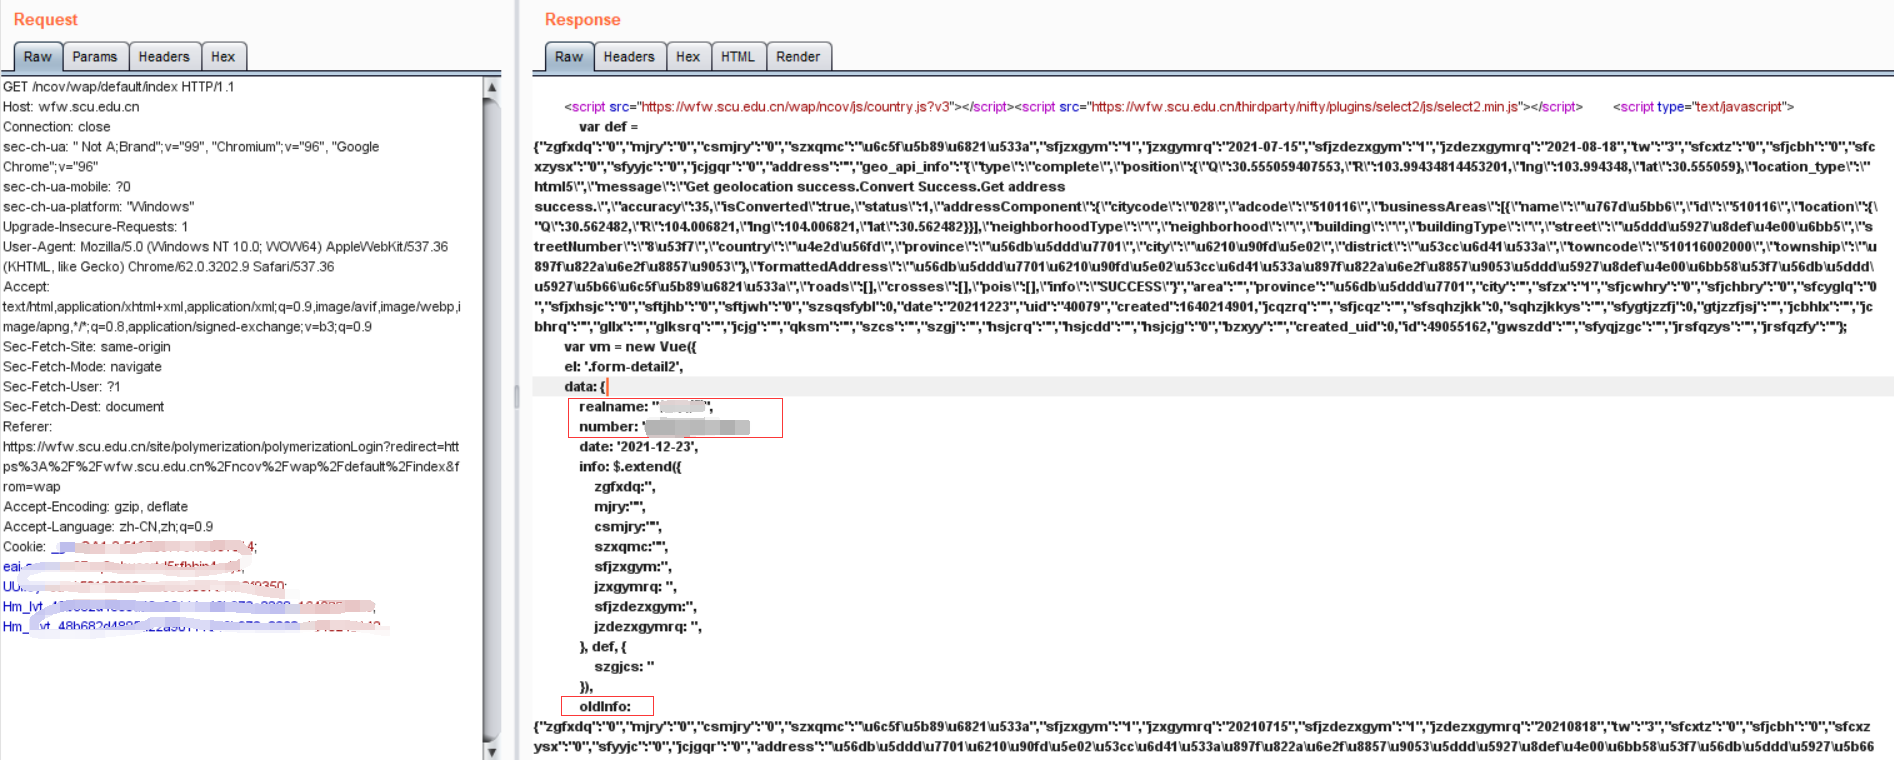 Request
Raw Params Headers Hex
GET /ncov/wap/default/index HTTP/1.1
Host: wfw.scu.edu.cn
Connection: close
sec-ch-ua: " Not A;Brand";v="99", "Chromium";v="96", "Google
Chrome";v="96"
sec-ch-ua-mobile: ?0
sec-ch-ua-platform: "Windows"
Upgrade-Insecure-Requests: 1
User-Agent: Mozilla/5.0 (Windows NT 10.0; WOW64) AppleWebKit/537.36
(KHTML, like Gecko) Chrome/62.0.3202.9 Safari/537.36
Accept:
text/html,application/xhtml+xml,application/xml;q=0.9,image/avif,image/webp,i
mage/apng,*/*;q=0.8,application/signed-exchange;v=b3;q=0.9
Sec-Fetch-Site: same-origin
Sec-Fetch-Mode: navigate
Sec-Fetch-User: ?1
Sec-Fetch-Dest: document
Referer:
https://wfw.scu.edu.cn/site/polymerization/polymerizationLogin?redirect=htt
ps%3A%2F%2Fwfw.scu.edu.cn%2Fncov%2Fwap%2Fdefault%2Findex&f
rom=wap
Accept-Encoding: gzip, deflate
Accept-Language: zh-CN,zh;q=0.9
Cookie:
Response
Raw Headers Hex HTML Render
<script src="https://wfw.scu.edu.cn/wap/ncov/js/country.js?v3"></script><script src="https://wfw.scu.edu.cn/thirdparty/nifty/plugins/select2/js/select2.min.js"></script> <script type="text/javascript">
var def =
{"zgfxdq":"0","mjry":"0","csmjry":"0","szxqmc":"\u6c5f\u5b89\u6821\u533a","sfjzxgym":"1","jzxgymrq":"2021-07-15","sfjzdezxgym":"1","jzdezxgymrq":"2021-08-18","tw":"3","sfcxtz":"0","sfjcbh":"0","sfc
xzysx":"0","sfyyjc":"0","jcjgqr":"0","address":"","geo_api_info":"{\"type\":\"complete\",\"position\":{\"Q\":30.555059407553,\"R\":103.99434814453201,\"lng\":103.994348,\"lat\":30.555059},\"location_type\":\"
html5\",\"message\":\"Get geolocation success.Convert Success.Get address
success.\",\"accuracy\":35,\"isConverted\":true,\"status\":1,\"addressComponent\":{\"citycode\":\"028\",\"adcode\":\"510116\",\"businessAreas\":[{\"name\":\"\u767d\u5bb6\",\"id\":\"510116\",\"location\":{\
"Q\":30.562482,\"R\":104.006821,\"lng\":104.006821,\"lat\":30.562482}}],\"neighborhoodType\":\"\",\"neighborhood\":\"\",\"building\":\"\",\"buildingType\":\"\",\"street\":\"\u5ddd\u5927\u8def\u4e00\u6bb5\",\"s
treetNumber\":\"8\u53f7\",\"country\":\"\u4e2d\u56fd\",\"province\":\"\u56db\u5ddd\u7701\",\"city\":\"\u6210\u90fd\u5e02\",\"district\":\"\u53cc\u6d41\u533a\",\"towncode\":\"510116002000\",\"township\":\"\u
897f\u822a\u6e2f\u8857\u9053\"},\"formattedAddress\":\"\u56db\u5ddd\u7701\u6210\u90fd\u5e02\u53cc\u6d41\u533a\u897f\u822a\u6e2f\u8857\u9053\u5ddd\u5927\u8def\u4e00\u6bb58\u53f7\u56db\u5ddd\
u5927\u5b66\u6c5f\u5b89\u6821\u533a\",\"roads\":[],\"crosses\":[],\"pois\":[],\"info\":\"SUCCESS\"}","area":"","province":"\u56db\u5ddd\u7701","city":"","sfzx":"1","sfjcwhry":"0","sfjchbry":"0","sfcyglq":"0
","sfjxhsjc":"0","sftjhb":"0","sftjwh":"0","szsqsfybl":0,"date":"20211223","uid":"40079","created":1640214901,"jcqzrq":"","sfjcqz":"","sfsqhzjkk":0,"sqhzjkkys":"","sfygtjzzfj":0,"gtjzzfjsj":"","jcbhlx":"","jc
bhrq":"","gllx":"","glksrq":"","jcjg":"","qksm":"","szcs":"","szgj":"","hsjcrq":"","hsjcdd":"","hsjcjg":"0","bzxyy":"","created_uid":0,"id":49055162,"gwszdd":"","sfyqjzgc":"","jrsfqzys":"","jrsfqzfy":""};
var vm = new Vue({
el: '.form-detail2',
data: {
realname: "
number: '
date: '2021-12-23',
info: $.extend({
zgfxdq:'',
mjry:"",
csmjry:"",
szxqmc:"",
sfjzxgym:'',
jzxgymrq: '',
sfjzdezxgym:'',
jzdezxgymrq: '',
}, def, {
szgjcs: ''
}),
oldInfo:
{"zgfxdq":"0","mjry":"0","csmjry":"0","szxqmc":"\u6c5f\u5b89\u6821\u533a","sfjzxgym":"1","jzxgymrq":"20210715","sfjzdezxgym":"1","jzdezxgymrq":"20210818","tw":"3","sfcxtz":"0","sfjcbh":"0","sfcxz
ysx":"0","sfyyjc":"0","jcjgqr":"0","address":"\u56db\u5ddd\u7701\u6210\u90fd\u5e02\u53cc\u6d41\u533a\u897f\u822a\u6e2f\u8857\u9053\u5ddd\u5927\u8def\u4e00\u6bb58\u53f7\u56db\u5ddd\u5927\u5b66